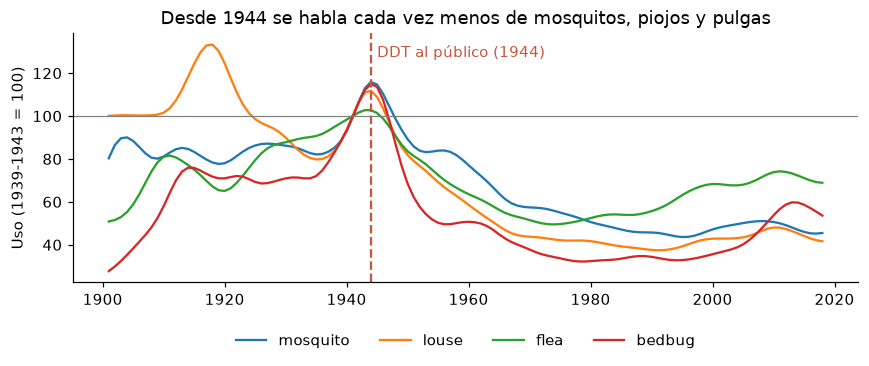 Desde 1944 se habla cada vez menos de mosquitos, piojos y pulgas
DDT al público (1944)
Uso (1939-1943 = 100)
120
100
80
60
40
1900 1920 1940 1960 1980 2000 2020
mosquito louse flea bedbug